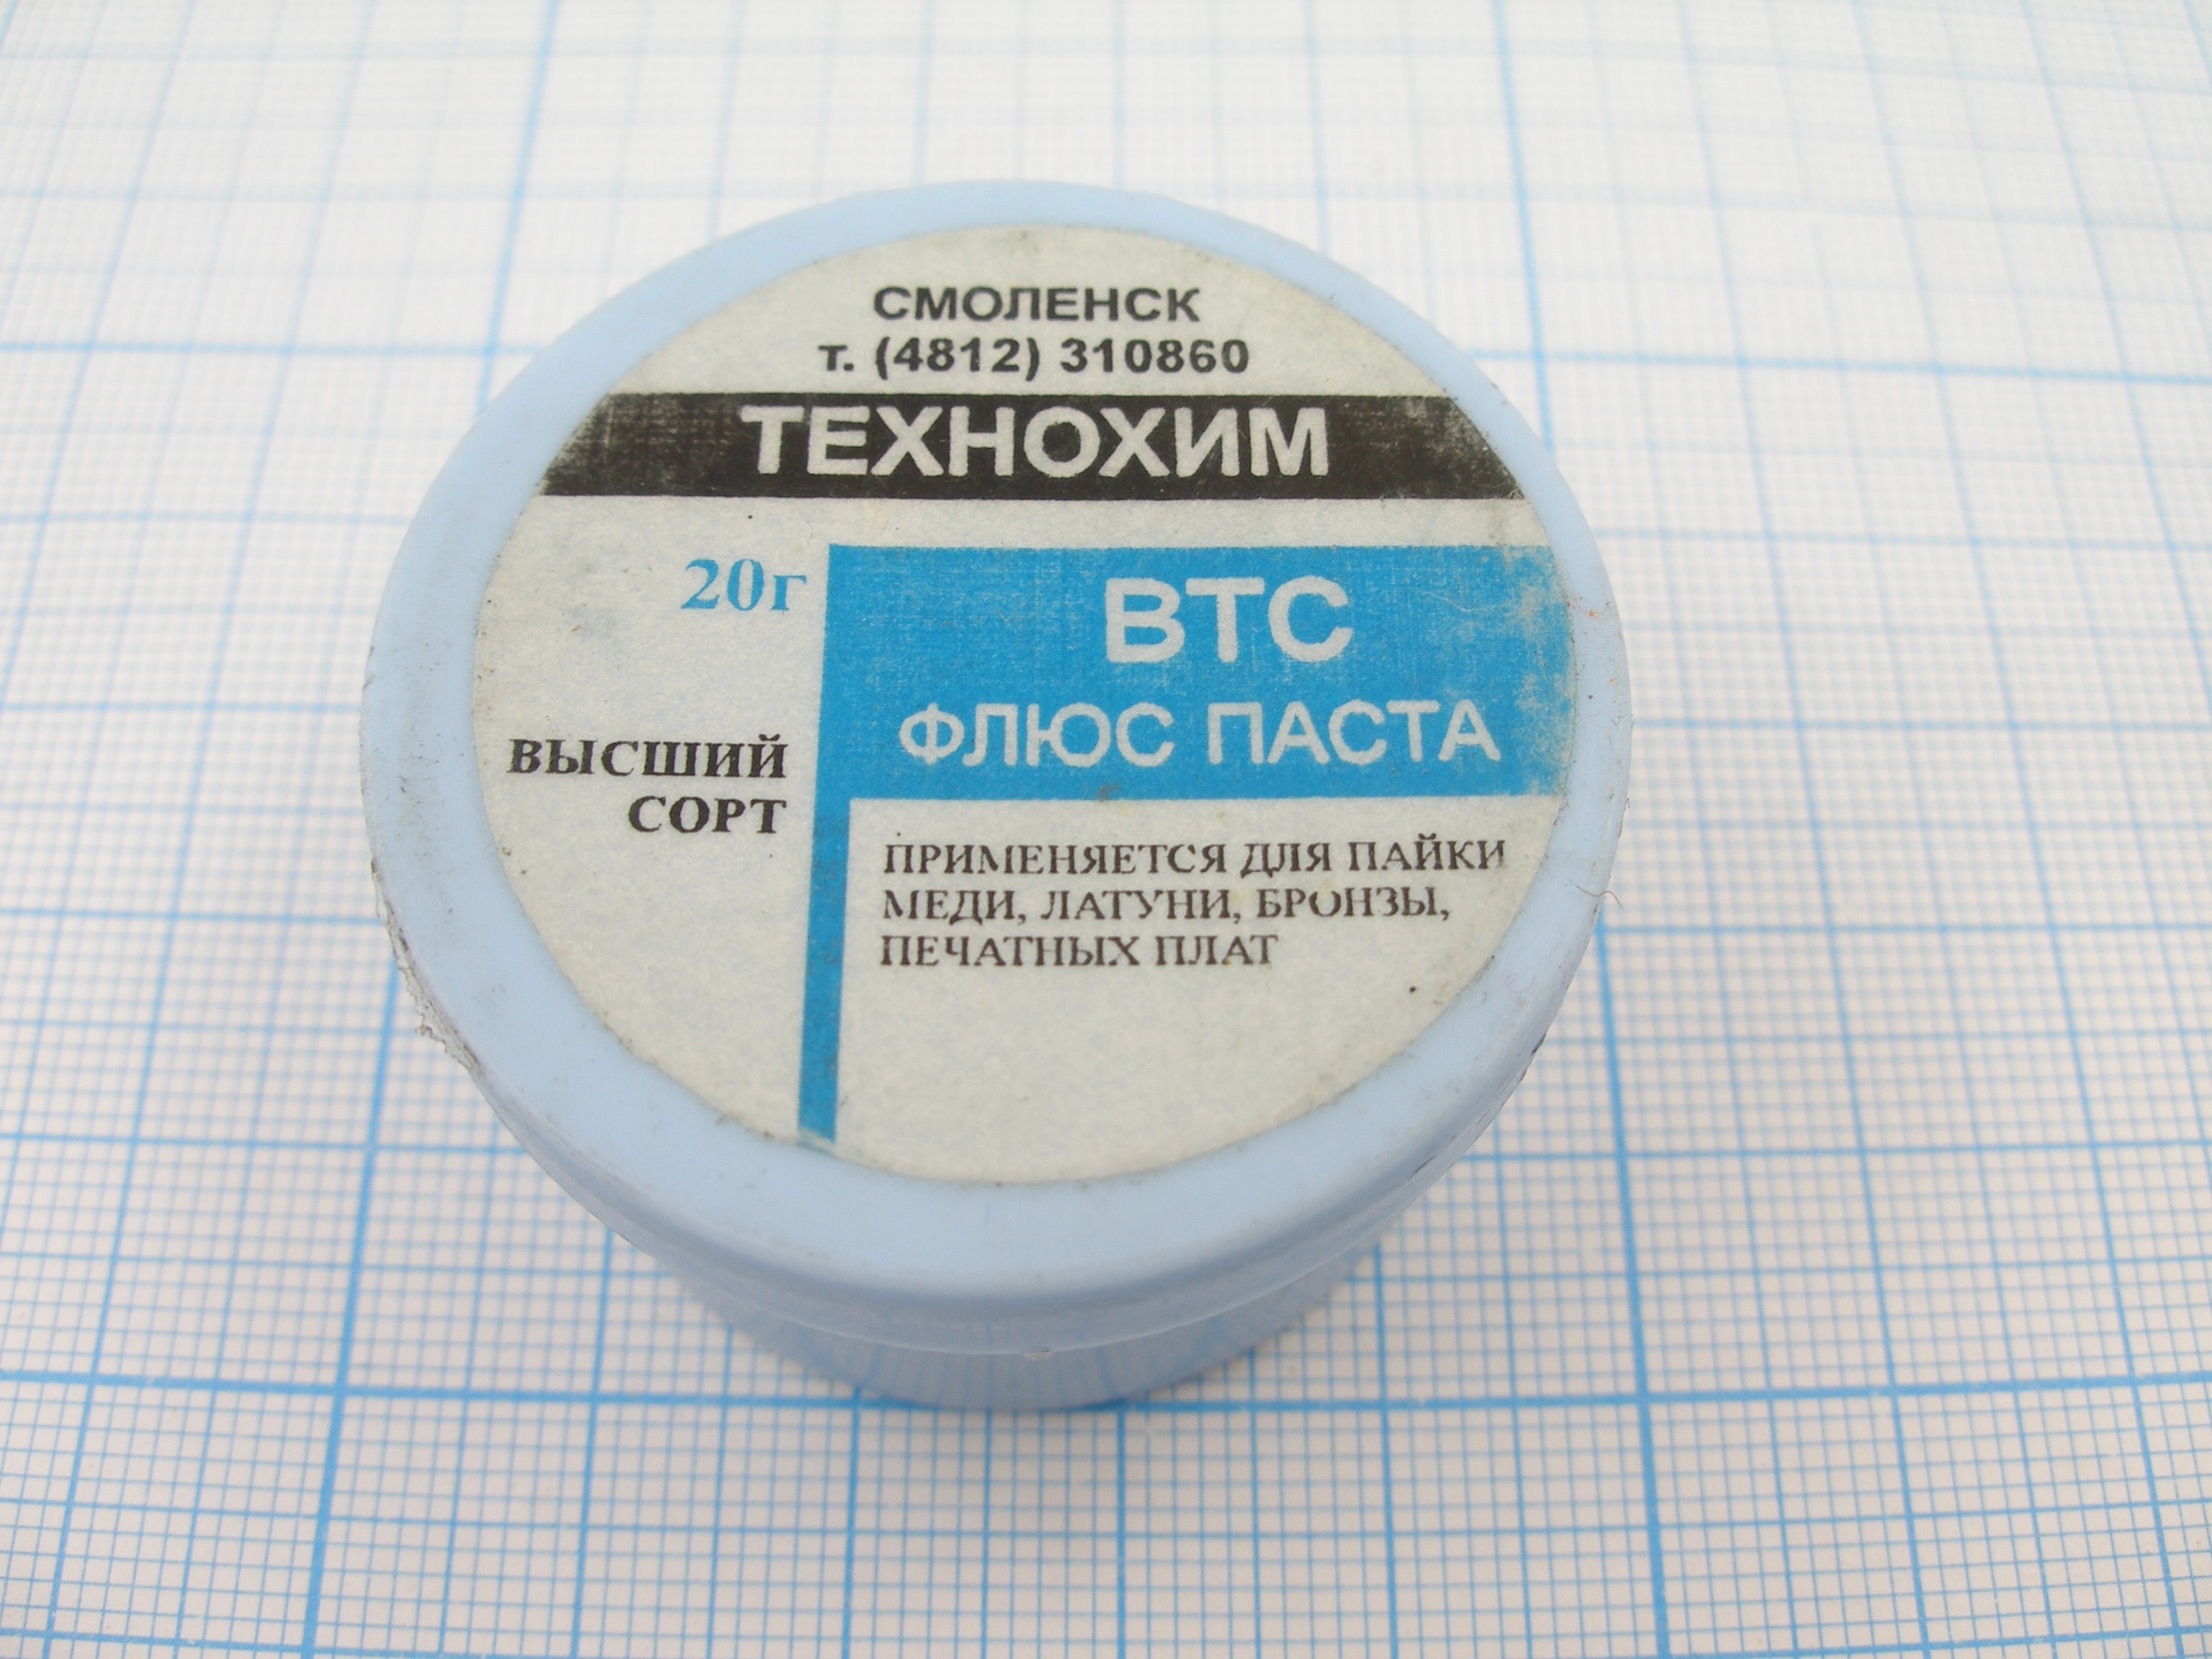 СМОЛЕНСК
т. (4812) 310860
ТЕХНОХИМ
20г
ВТС
ФЛЮС ПАСТА
ВЫСШИЙ
СОРТ
ПРИМЕНЯЕТСЯ ДЛЯ ПАЙКИ
МЕДИ, ЛАТУНИ, БРОНЗЫ,
ПЕЧАТНЫХ ПЛАТ